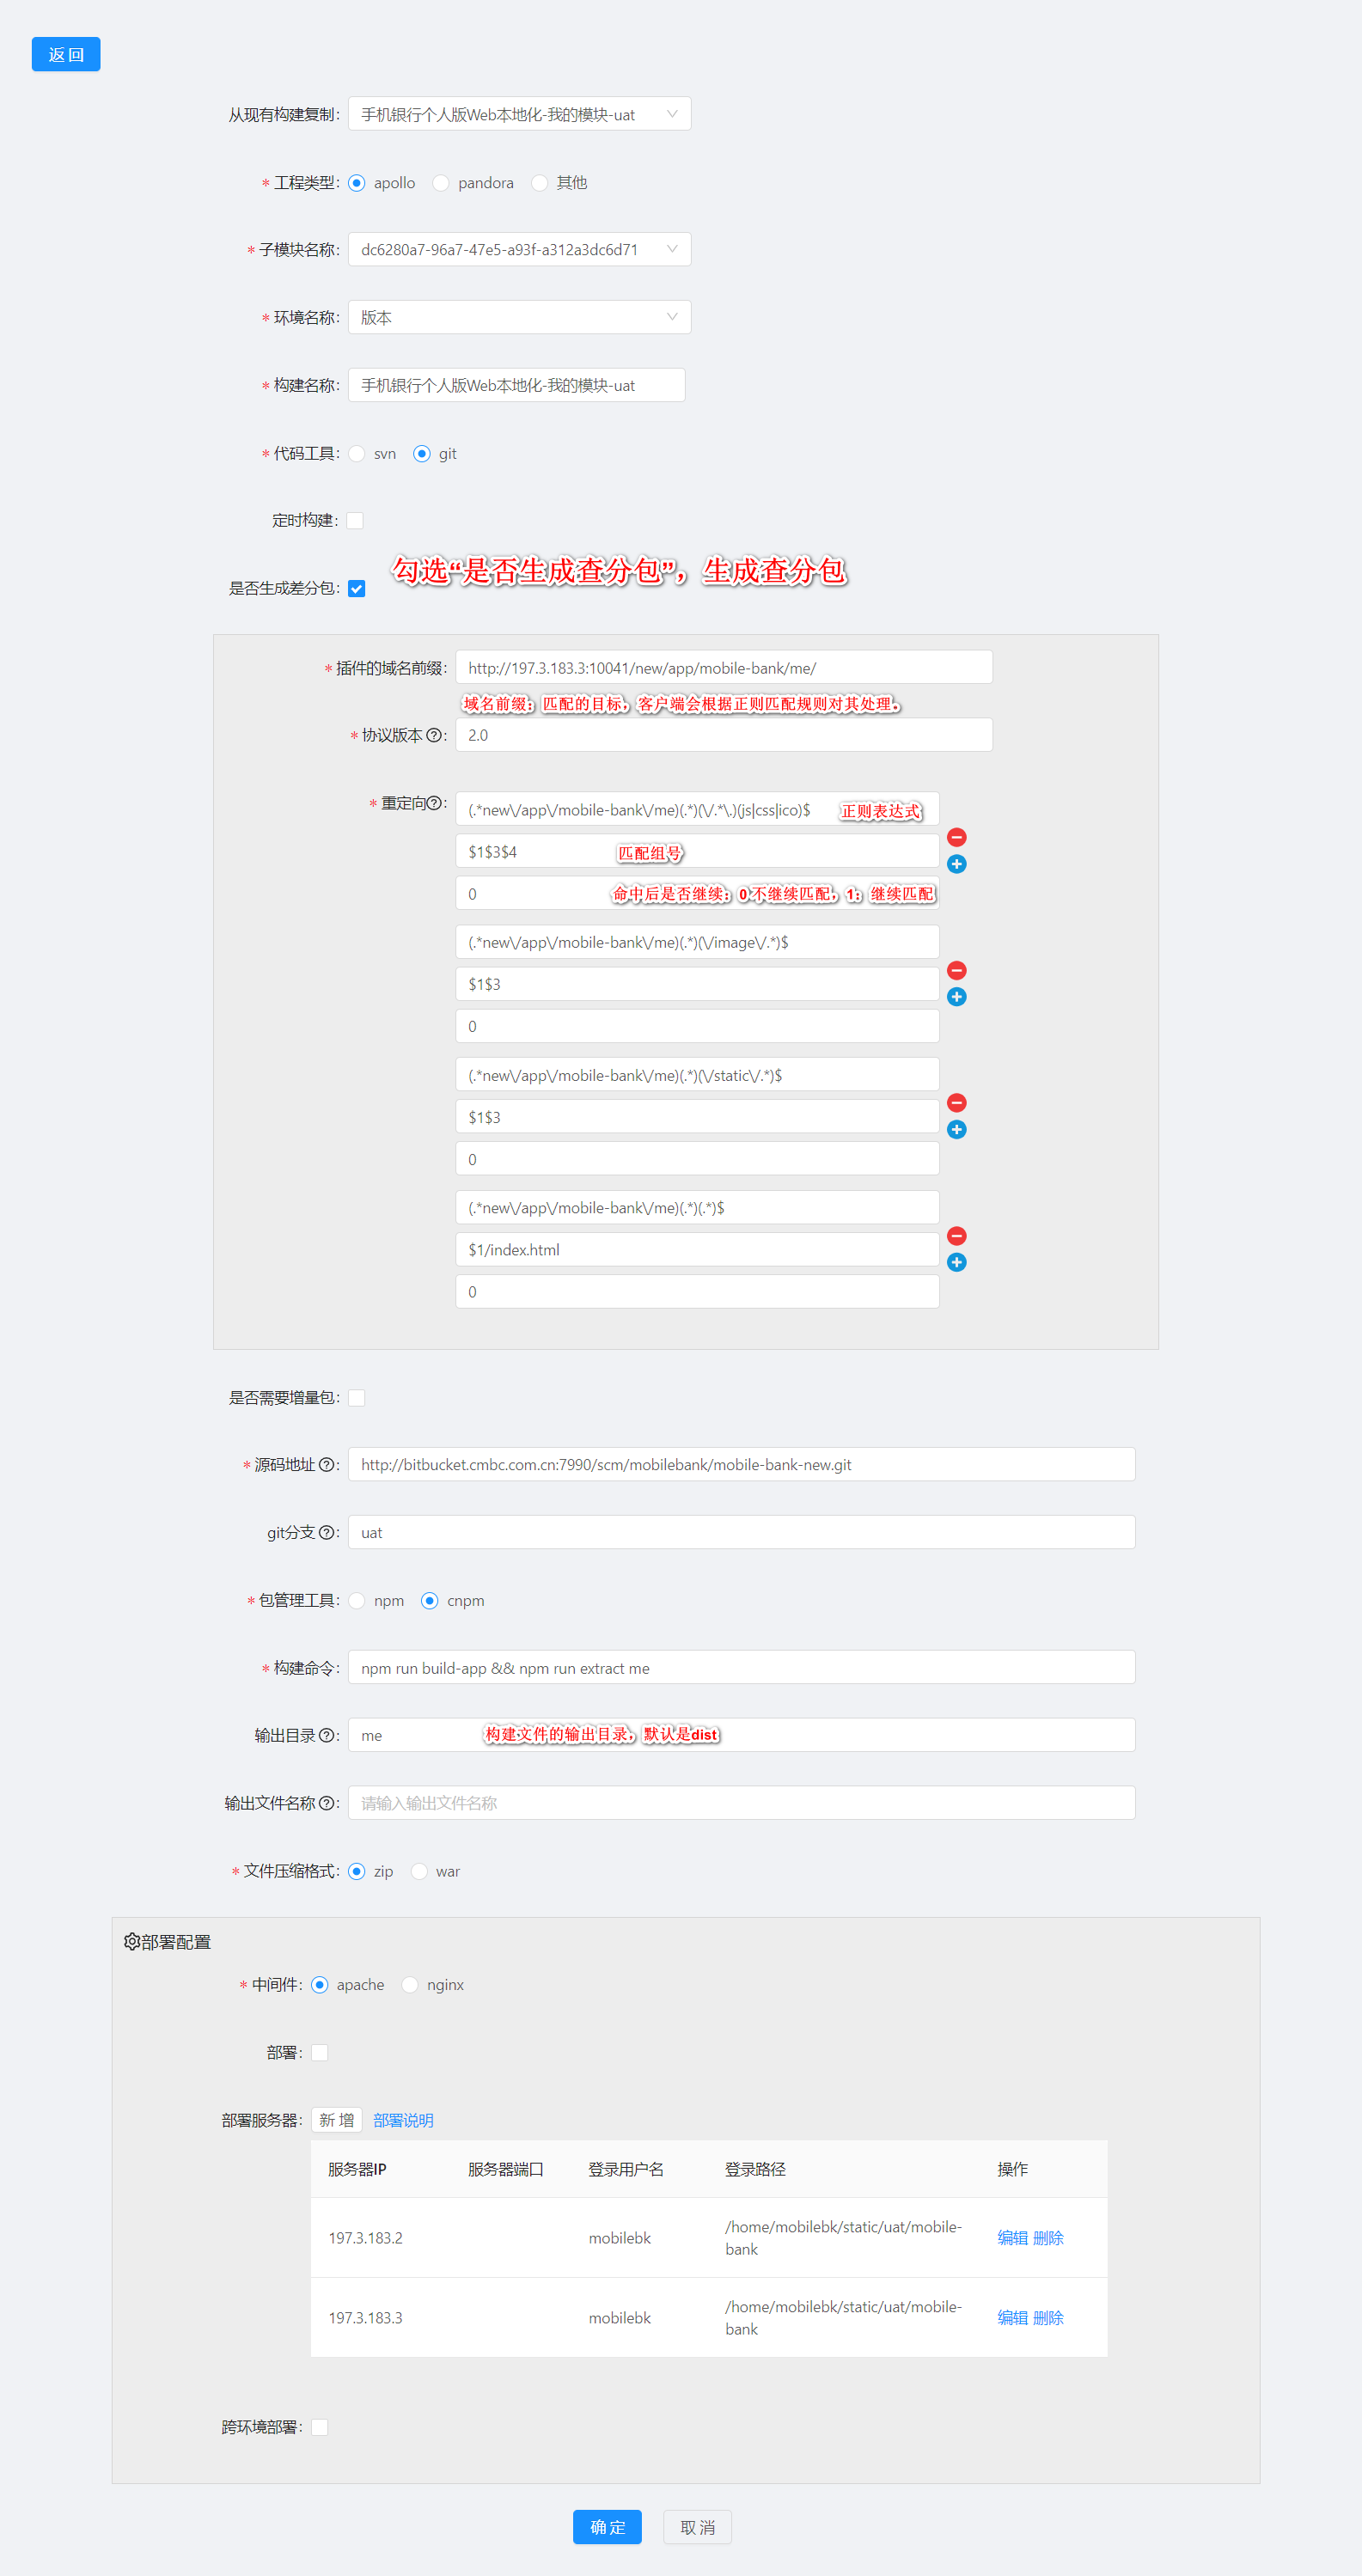 返 回
从现有构建复制： 手机银行个人版Web本地化-我的模块-uat
* 工程类型： apollo pandora 其他
* 子模块名称： dc6280a7-96a7-47e5-a93f-a312a3dc6d71
* 环境名称： 版本
* 构建名称： 手机银行个人版Web本地化-我的模块-uat
* 代码工具： svn git
定时构建：
勾选“是否生成查分包”，生成查分包
是否生成差分包：
* 插件的域名前缀： http://197.3.183.3:10041/new/app/mobile-bank/me/
域名前缀：匹配的目标，客户端会根据正则匹配规则对其处理。
* 协议版本 ?： 2.0
* 重定向?： (.*new\/app\/mobile-bank\/me)(.*)(\/.*\.)(js|css|ico)$ 正则表达式
$1$3$4 匹配组号
0 命中后是否继续：0 不继续匹配，1：继续匹配
(.*new\/app\/mobile-bank\/me)(.*)(\/image\/.*)$
$1$3
0
(.*new\/app\/mobile-bank\/me)(.*)(\/static\/.*)$
$1$3
0
(.*new\/app\/mobile-bank\/me)(.*)(.*)$
$1/index.html
0
是否需要增量包：
* 源码地址 ?： http://bitbucket.cmbc.com.cn:7990/scm/mobilebank/mobile-bank-new.git
git分支 ?： uat
* 包管理工具： npm cnpm
* 构建命令： npm run build-app && npm run extract me
输出目录 ?： me 构建文件的输出目录，默认是dist
输出文件名称 ?： 请输入输出文件名称
* 文件压缩格式： zip war
部署配置
* 中间件： apache nginx
部署：
部署服务器： 新 增 部署说明
服务器IP 服务器端口 登录用户名 登录路径 操作
197.3.183.2 mobilebk /home/mobilebk/static/uat/mobile- 编辑 删除
bank
197.3.183.3 mobilebk /home/mobilebk/static/uat/mobile- 编辑 删除
bank
跨环境部署：
确 定 取 消